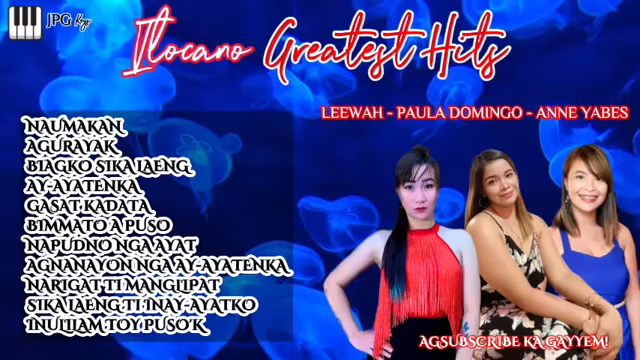 JPG Keys
Ilocano Greatest Hits
LEEWAH - PAULA DOMINGO - ANNE YABES
NAUMAKAN
AGURAYAK
BIAGKO SIKA LAENG
AY-AYATENKA
GASAT KADATA
BIMMATO A PUSO
NAPUDNO NGA AYAT
AGNANAYON NGA AY-AYATENKA
NARIGAT TI MANGLIPAT
SIKA LAENG TI INAY-AYATKO
INULILAM TOY PUSO'K
AGSUBSCRIBE KA GAYYEM!